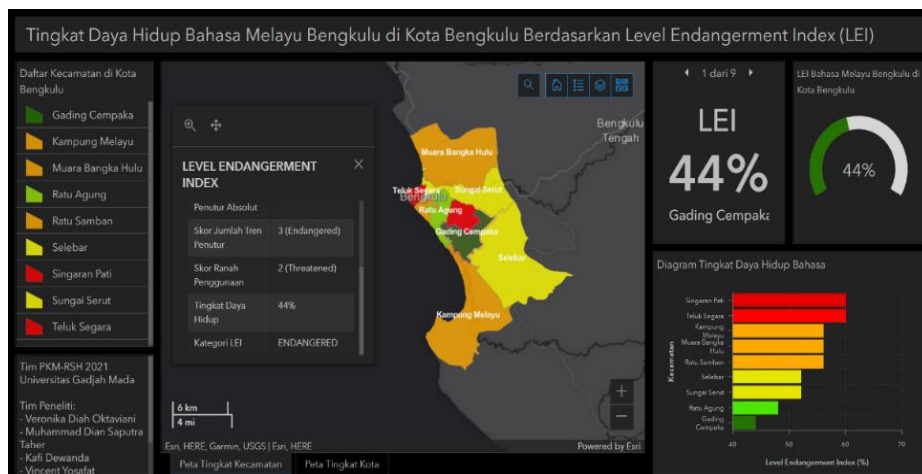 Tingkat Daya Hidup Bahasa Melayu Bengkulu di Kota Bengkulu Berdasarkan Level Endangerment Index (LEI)
Daftar Kecamatan di Kota
Bengkulu
Gading Cempaka
Kampung Melayu
Muara Bangka Hulu
Ratu Agung
Ratu Samban
Selebar
Singaran Pati
Sungai Serut
Teluk Segara
Tim PKM-RSH 2021
Universitas Gadjah Mada
Tim Peneliti:
- Veronika Diah Oktaviani
- Muhammad Dian Saputra
Taher
- Kafi Dewanda
- Vincent Yosafat
LEVEL ENDANGERMENT
INDEX
Penutur Absolut
Skor Jumlah Tren
Penutur
3 (Endangered)
Skor Ranah
Penggunaan
2 (Threatened)
Tingkat Daya
Hidup
44%
Kategori LEI
ENDANGERED
Bengkulu
Tengah
Muara Bangka Hulu
Sungai Serut
Teluk Segara
Bengkulu
Ratu Agung
Gading Cempaka
Selebar
Kampung Melayu
6 km
4 mi
Esri, HERE, Garmin, USGS | Esri, HERE
Powered by Esri
Peta Tingkat Kecamatan
Peta Tingkat Kota
1 dari 9
LEI
44%
Gading Cempaka
LEI Bahasa Melayu Bengkulu di
Kota Bengkulu
44%
Diagram Tingkat Daya Hidup Bahasa
Kecamatan
Singaran Pati
Teluk Segara
Kampung
Melayu
Muara Bangka
Hulu
Ratu Samban
Selebar
Sungai Serut
Ratu Agung
Gading
Cempaka
40
50
60
70
Level Endangerment Index (%)